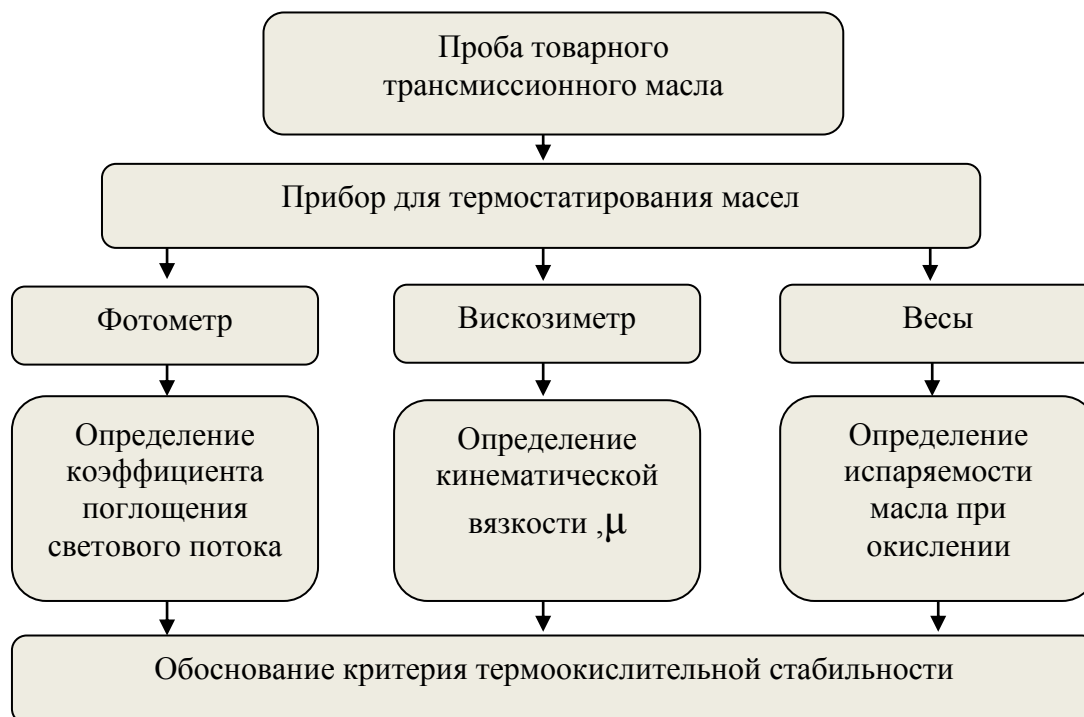 Проба товарного
трансмиссионного масла
Прибор для термостатирования масел
Фотометр
Вискозиметр
Весы
Определение
коэффициента
поглощения
светового потока
Определение
кинематической
вязкости ,μ
Определение
испаряемости
масла при
окислении
Обоснование критерия термоокислительной стабильности